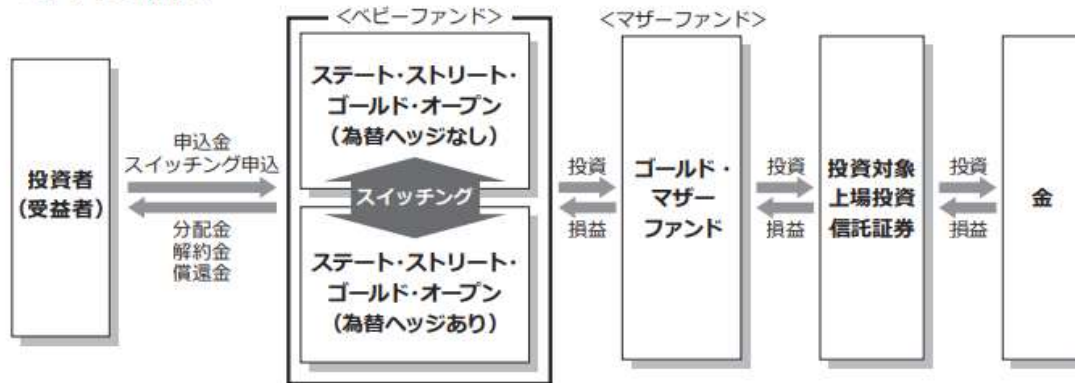 <ベビーファンド>
<マザーファンド>
投資者
(受益者)
申込金
スイッチング申込
分配金
解約金
償還金
ステート・ストリート・
ゴールド・オープン
(為替ヘッジなし)
スイッチング
ステート・ストリート・
ゴールド・オープン
(為替ヘッジあり)
投資
損益
ゴールド・
マザー
ファンド
投資
損益
投資対象
上場投資
信託証券
投資
損益
金